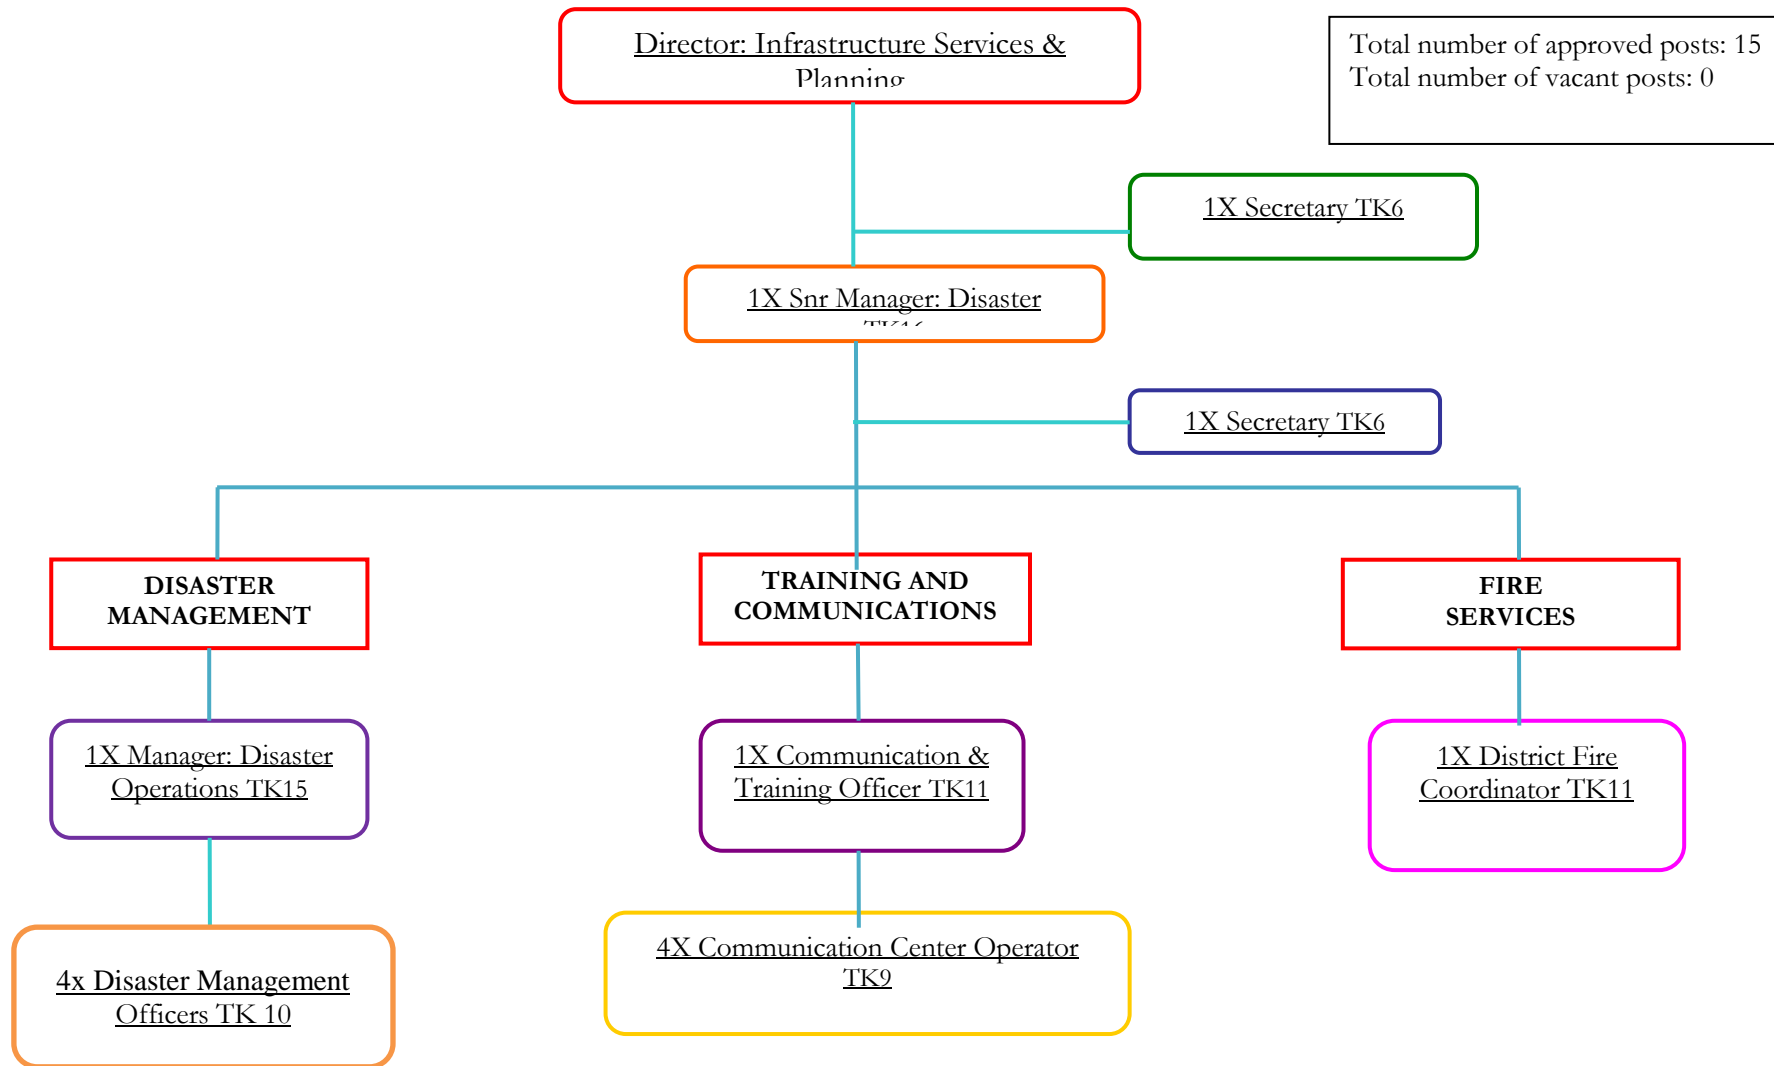 Director: Infrastructure Services &
Planning
Total number of approved posts: 15
Total number of vacant posts: 0
1X Secretary TK6
1X Snr Manager: Disaster
TK16
1X Secretary TK6
DISASTER
MANAGEMENT
TRAINING AND
COMMUNICATIONS
FIRE
SERVICES
1X Manager: Disaster
Operations TK15
1X Communication &
Training Officer TK11
1X District Fire
Coordinator TK11
4x Disaster Management
Officers TK 10
4X Communication Center Operator
TK9